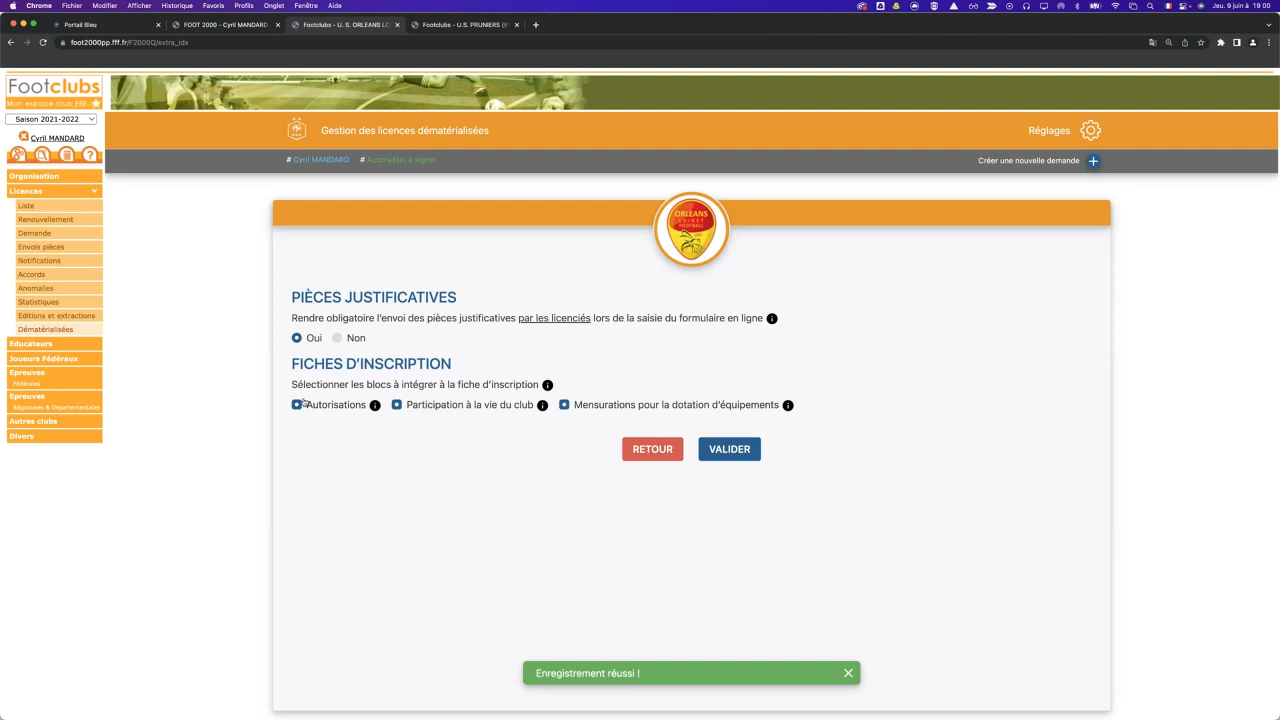 Chrome Fichier Modifier Afficher Historique Favoris Profils Onglet Fenêtre Aide Jeu. 9 juin à 19 00
Portail Bleu
FOOT 2000 - Cyril MANDARD
Footclubs - U. S. ORLEANS LO
Footclubs - U.S. PRUNIERS (5
foot2000pp.fff.fr/F2000Q/extra_idx
Footclubs
Mon espace club FFF
Saison 2021-2022
Cyril MANDARD
Gestion des licences dématérialisées
Réglages
# Cyril MANDARD # Autorisé(e) à signer
Créer une nouvelle demande
Organisation
Licences
Liste
Renouvellement
Demande
Envois pièces
Notifications
Accords
Anomalies
Statistiques
Editions et extractions
Dématérialisées
Educateurs
Joueurs Fédéraux
Epreuves
Fédérales
Epreuves
Régionales & Départementales
Autres clubs
Divers
ORLÉANS
LOIRET
FOOTBALL
PIÈCES JUSTIFICATIVES
Rendre obligatoire l'envoi des pièces justificatives par les licenciés lors de la saisie du formulaire en ligne
Oui Non
FICHES D'INSCRIPTION
Sélectionner les blocs à intégrer à la fiche d'inscription
Autorisations Participation à la vie du club Mensurations pour la dotation d'équipements
RETOUR VALIDER
Enregistrement réussi !